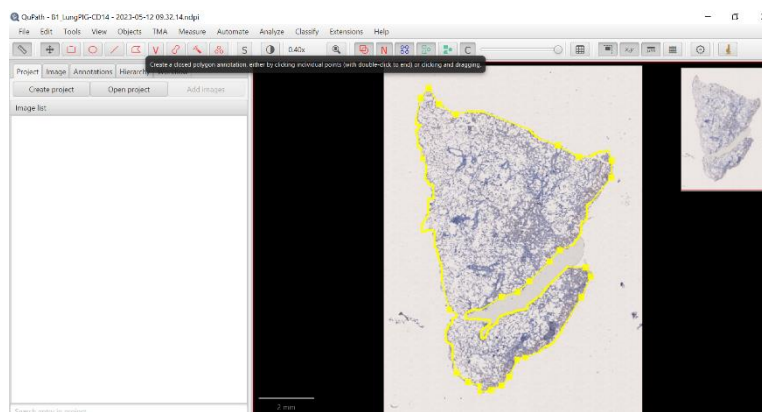 QuPath - B1_LungPIG-CD14 - 2023-05-12 09.32.14.ndpi
File Edit Tools View Objects TMA Measure Automate Analyze Classify Extensions Help
V S 0.40x N C
Create a closed polygon annotation, either by clicking individual points (with double-click to end) or clicking and dragging.
Project Image Annotations Hierarchy
Create project Open project Add images
Image list
2 mm